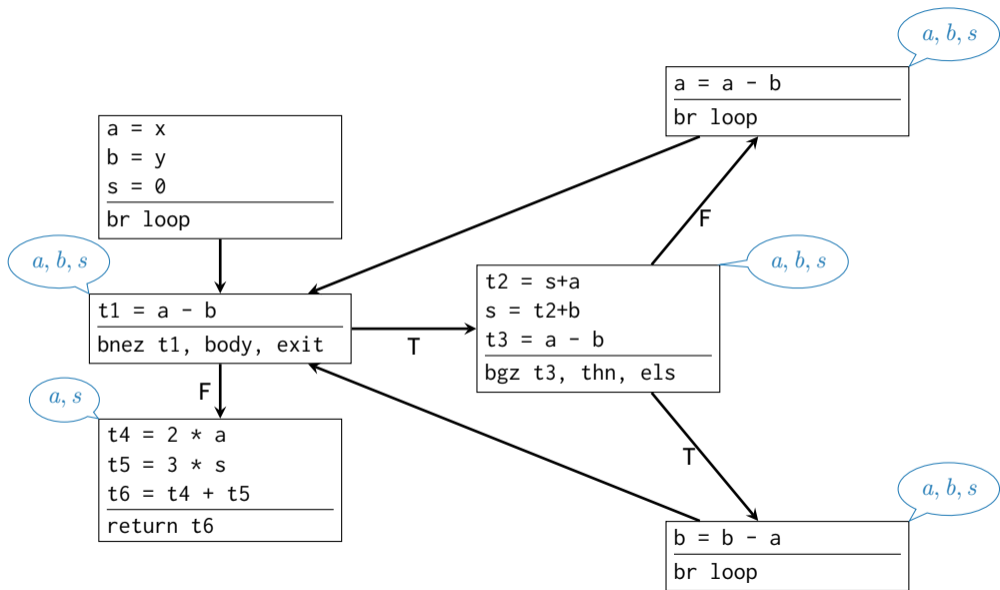 a, b, s
a = a - b
br loop
a = x
b = y
s = 0
br loop
F
a, b, s
a, b, s
t1 = a - b
bnez t1, body, exit
T
t2 = s+a
s = t2+b
t3 = a - b
bgz t3, thn, els
F
a, s
t4 = 2 * a
t5 = 3 * s
t6 = t4 + t5
return t6
T
a, b, s
b = b - a
br loop